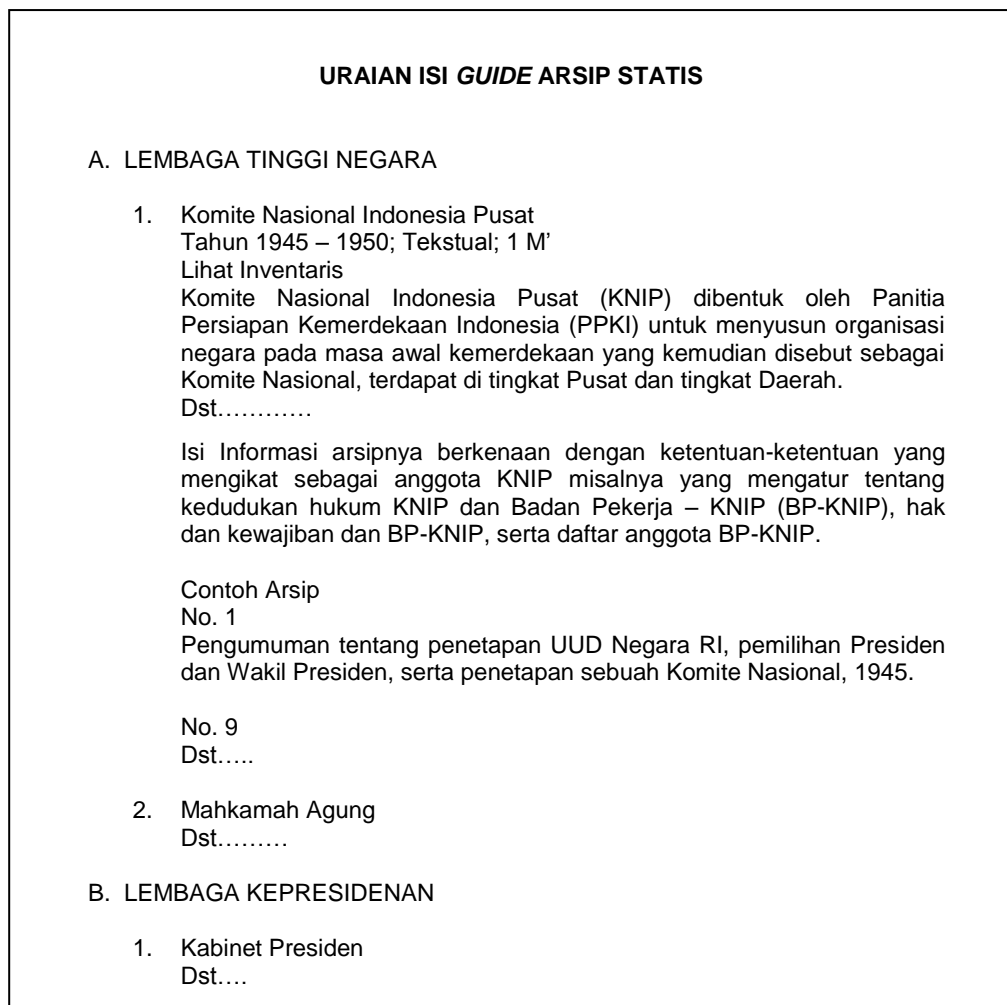 URAIAN ISI GUIDE ARSIP STATIS
A. LEMBAGA TINGGI NEGARA
1. Komite Nasional Indonesia Pusat
Tahun 1945 – 1950; Tekstual; 1 M’
Lihat Inventaris
Komite Nasional Indonesia Pusat (KNIP) dibentuk oleh Panitia
Persiapan Kemerdekaan Indonesia (PPKI) untuk menyusun organisasi
negara pada masa awal kemerdekaan yang kemudian disebut sebagai
Komite Nasional, terdapat di tingkat Pusat dan tingkat Daerah.
Dst…………
Isi Informasi arsipnya berkenaan dengan ketentuan-ketentuan yang
mengikat sebagai anggota KNIP misalnya yang mengatur tentang
kedudukan hukum KNIP dan Badan Pekerja – KNIP (BP-KNIP), hak
dan kewajiban dan BP-KNIP, serta daftar anggota BP-KNIP.
Contoh Arsip
No. 1
Pengumuman tentang penetapan UUD Negara RI, pemilihan Presiden
dan Wakil Presiden, serta penetapan sebuah Komite Nasional, 1945.
No. 9
Dst…..
2. Mahkamah Agung
Dst………
B. LEMBAGA KEPRESIDENAN
1. Kabinet Presiden
Dst….